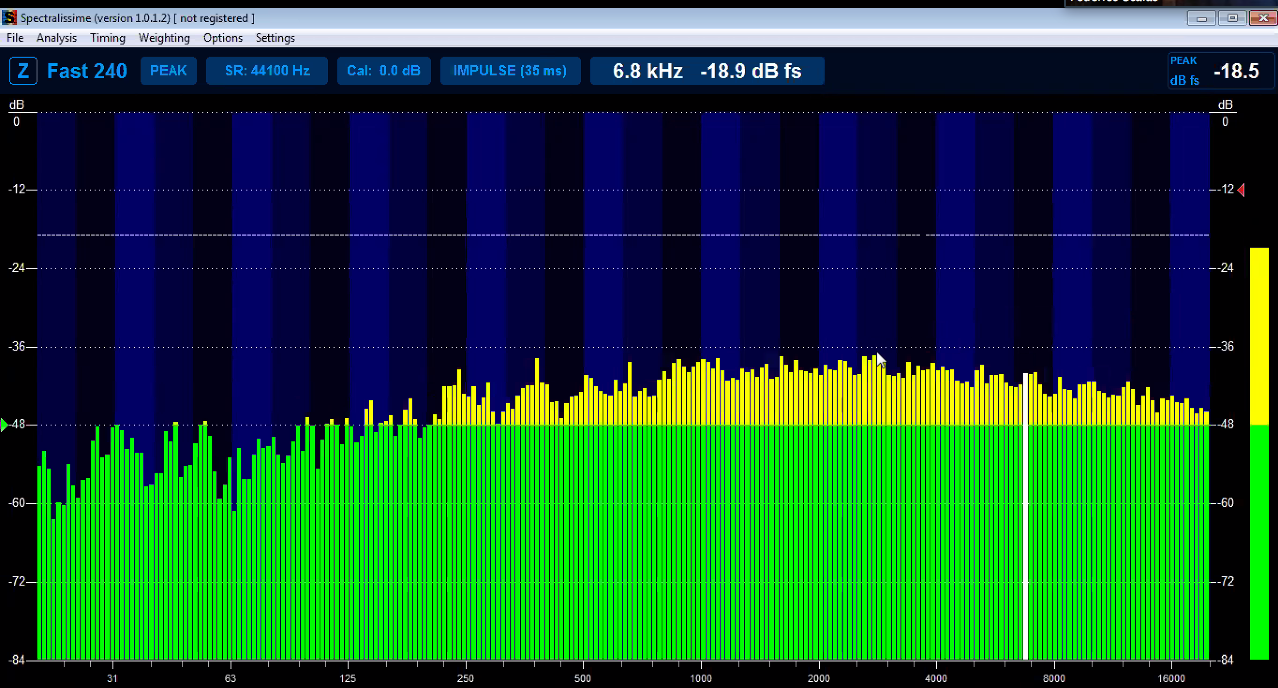 Spectralissime (version 1.0.1.2) [ not registered ]
File Analysis Timing Weighting Options Settings
Z Fast 240 PEAK SR: 44100 Hz Cal: 0.0 dB IMPULSE (35 ms) 6.8 kHz -18.9 dB fs PEAK dB fs -18.5
dB dB
0 0
-12 -12
-24 -24
-36 -36
-48 -48
-60 -60
-72 -72
-84 -84
31 63 125 250 500 1000 2000 4000 8000 16000